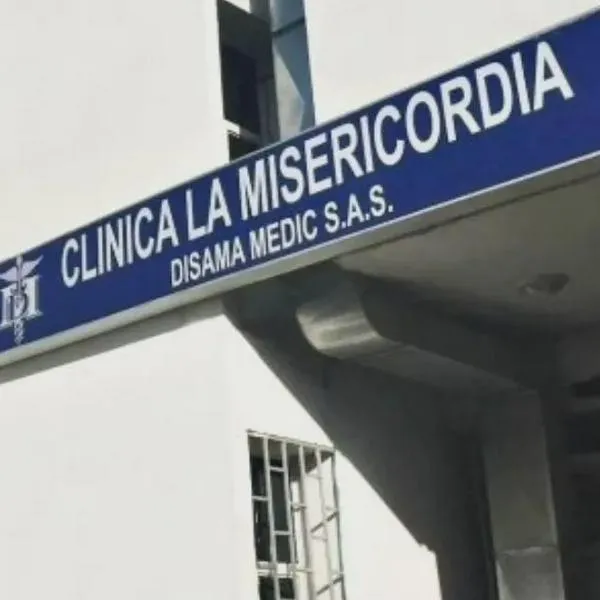 CLINICA LA MISERICORDIA
DISAMA MEDIC S.A.S.